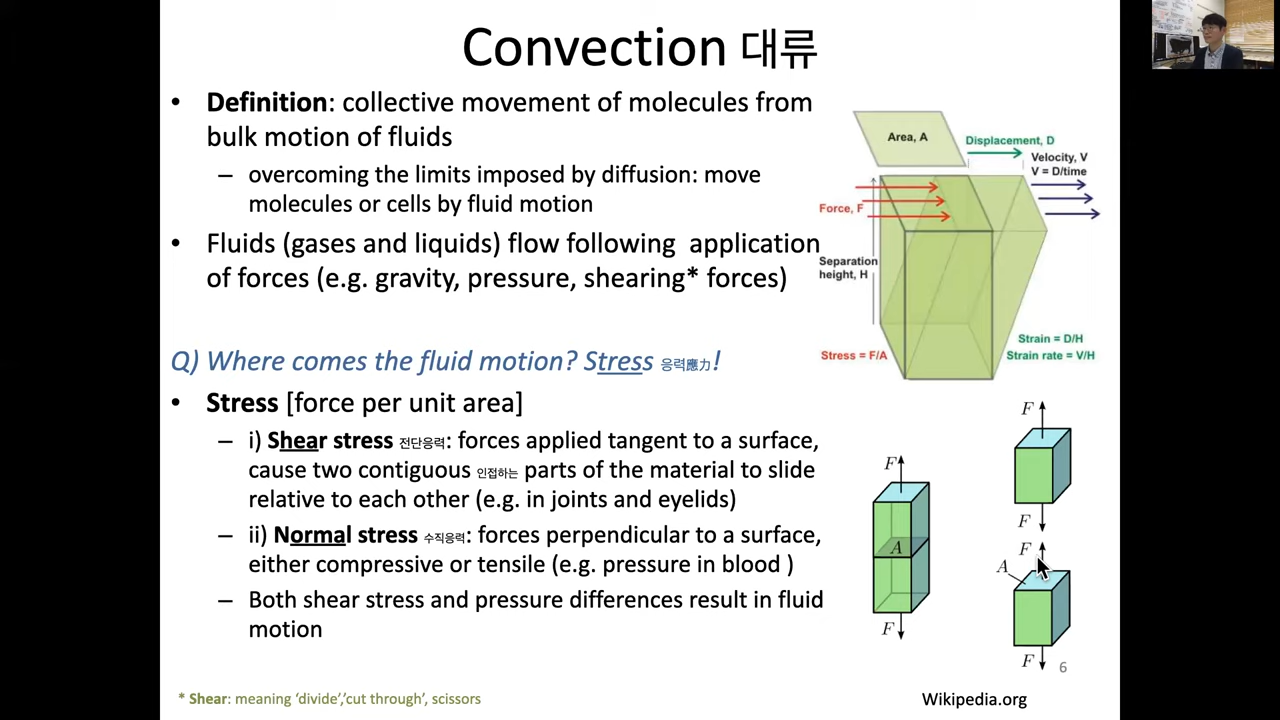 Convection 대류
• Definition: collective movement of molecules from
bulk motion of fluids
– overcoming the limits imposed by diffusion: move
molecules or cells by fluid motion
• Fluids (gases and liquids) flow following application
of forces (e.g. gravity, pressure, shearing* forces)
Q) Where comes the fluid motion? Stress 응력應力!
• Stress [force per unit area]
– i) Shear stress 전단응력: forces applied tangent to a surface,
cause two contiguous 인접하는 parts of the material to slide
relative to each other (e.g. in joints and eyelids)
– ii) Normal stress 수직응력: forces perpendicular to a surface,
either compressive or tensile (e.g. pressure in blood )
– Both shear stress and pressure differences result in fluid
motion
* Shear: meaning ‘divide’,‘cut through’, scissors
Area, A
Displacement, D
Velocity, V
V = D/time
Force, F
Separation
height, H
Stress = F/A
Strain = D/H
Strain rate = V/H
F
A
F
F
F
F
A
F
6
Wikipedia.org